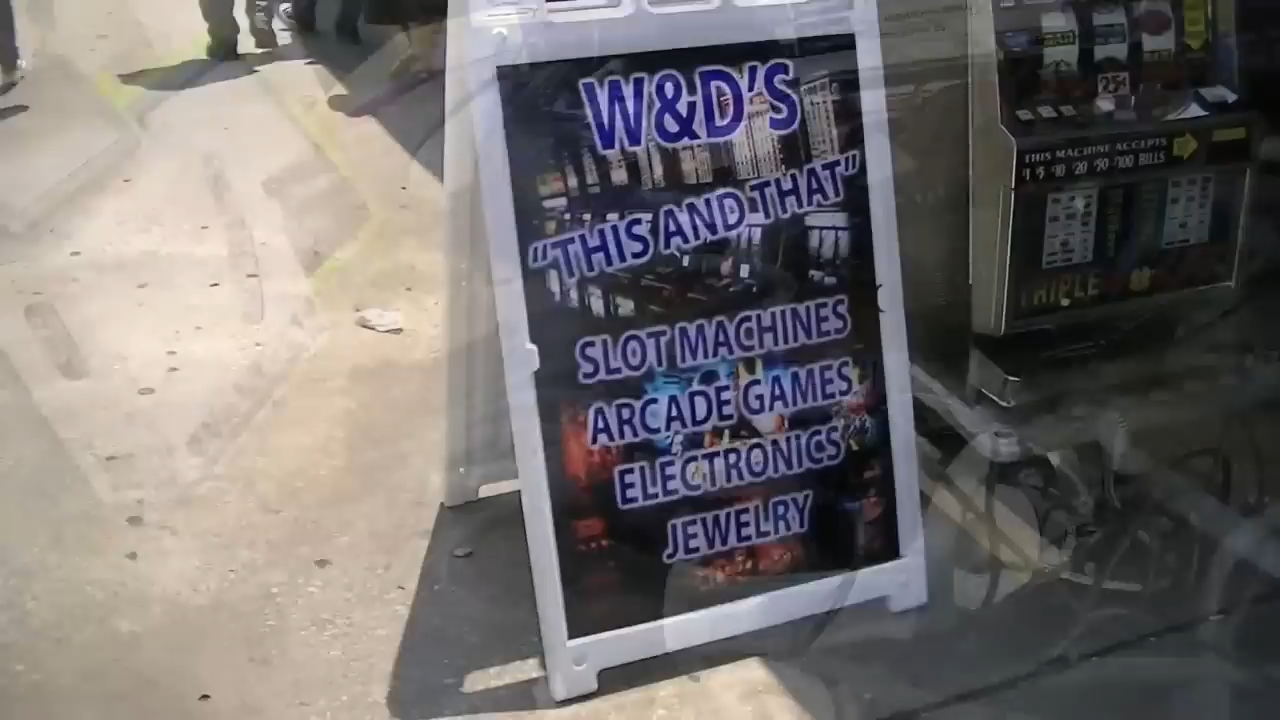 W&D'S
"THIS AND THAT"
SLOT MACHINES
ARCADE GAMES
ELECTRONICS
JEWELRY
25¢
THIS MACHINE ACCEPTS
$1 $5 $10 $20 $50 $100 BILLS
TRIPLE